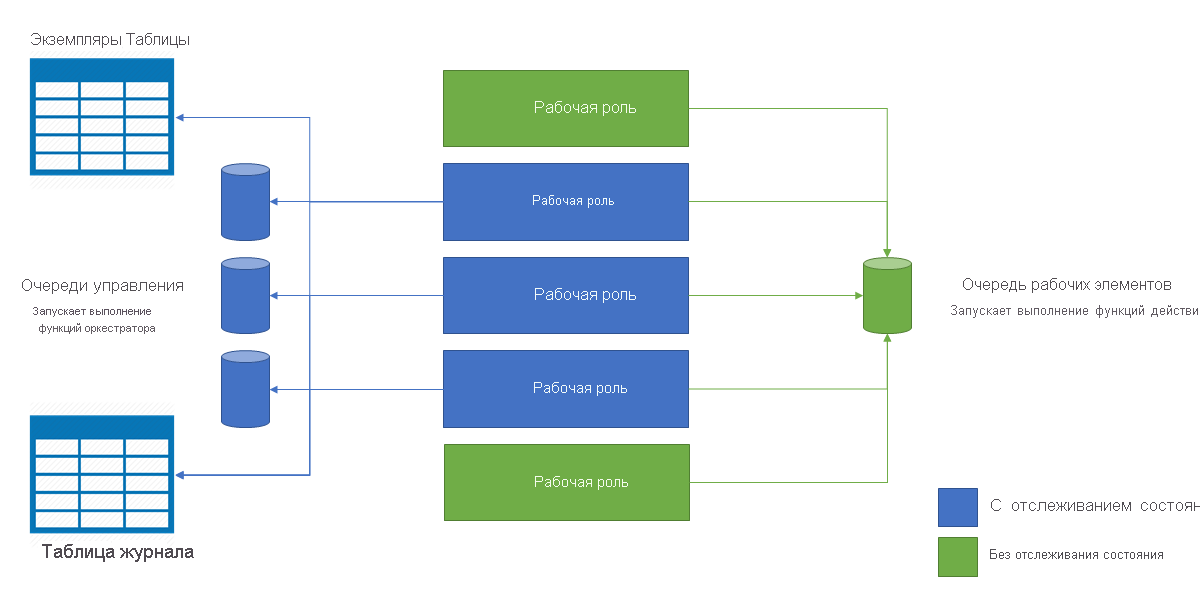 Экземпляры Таблицы
Рабочая роль
Рабочая роль
Очереди управления
Запускает выполнение
функций оркестратора
Рабочая роль
Очередь рабочих элементов
Запускает выполнение функций действи
Рабочая роль
Рабочая роль
С отслеживанием состоян
Таблица журнала
Без отслеживания состояния